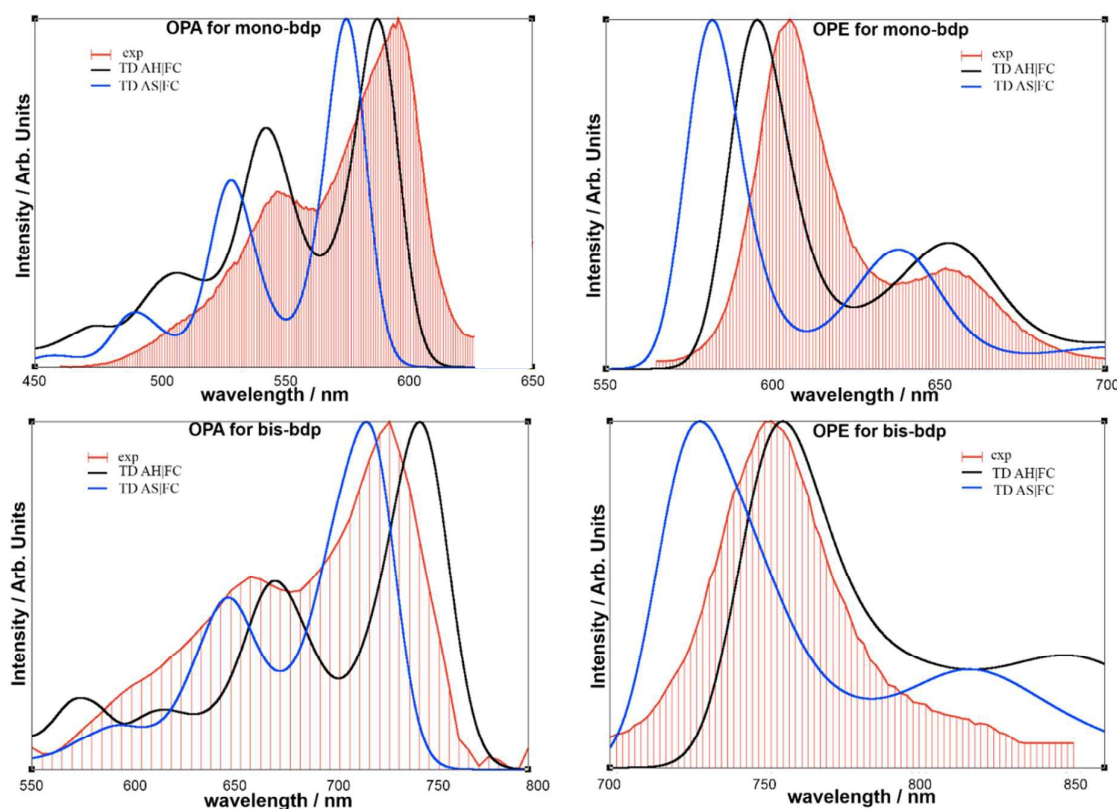 OPA for mono-bdp
exp
TD AH|FC
TD AS|FC
Intensity / Arb. Units
450 500 550 600 650
wavelength / nm
OPE for mono-bdp
exp
TD AH|FC
TD AS|FC
Intensity / Arb. Units
550 600 650 700
wavelength / nm
OPA for bis-bdp
exp
TD AH|FC
TD AS|FC
Intensity / Arb. Units
550 600 650 700 750 800
wavelength / nm
OPE for bis-bdp
exp
TD AH|FC
TD AS|FC
Intensity / Arb. Units
700 750 800 850
wavelength / nm